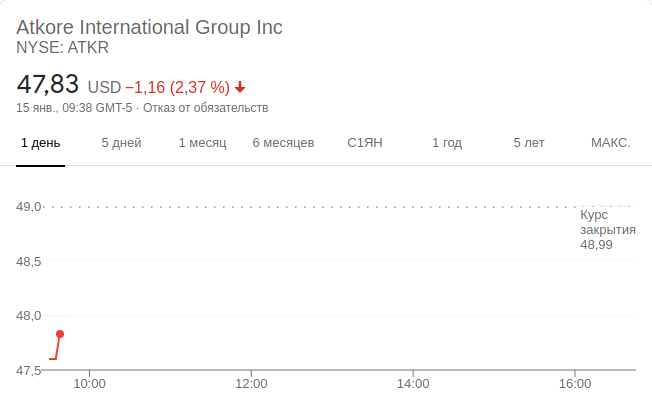 Atkore International Group Inc
NYSE: ATKR
47,83 USD −1,16 (2,37 %)
15 янв., 09:38 GMT-5 · Отказ от обязательств
1 день 5 дней 1 месяц 6 месяцев С1ЯН 1 год 5 лет МАКС.
49,0
Курс
закрытия
48,99
48,5
48,0
47,5
10:00 12:00 14:00 16:00